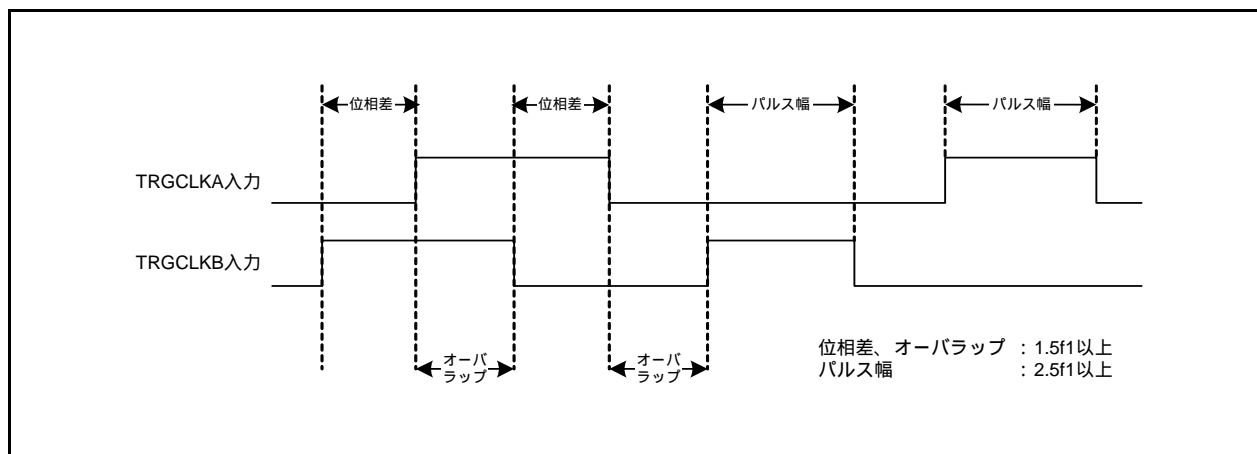 位相差
位相差
パルス幅
パルス幅
TRGCLKA入力
TRGCLKB入力
オーバ
ラップ
オーバ
ラップ
位相差、オーバラップ : 1.5f1以上
パルス幅 : 2.5f1以上